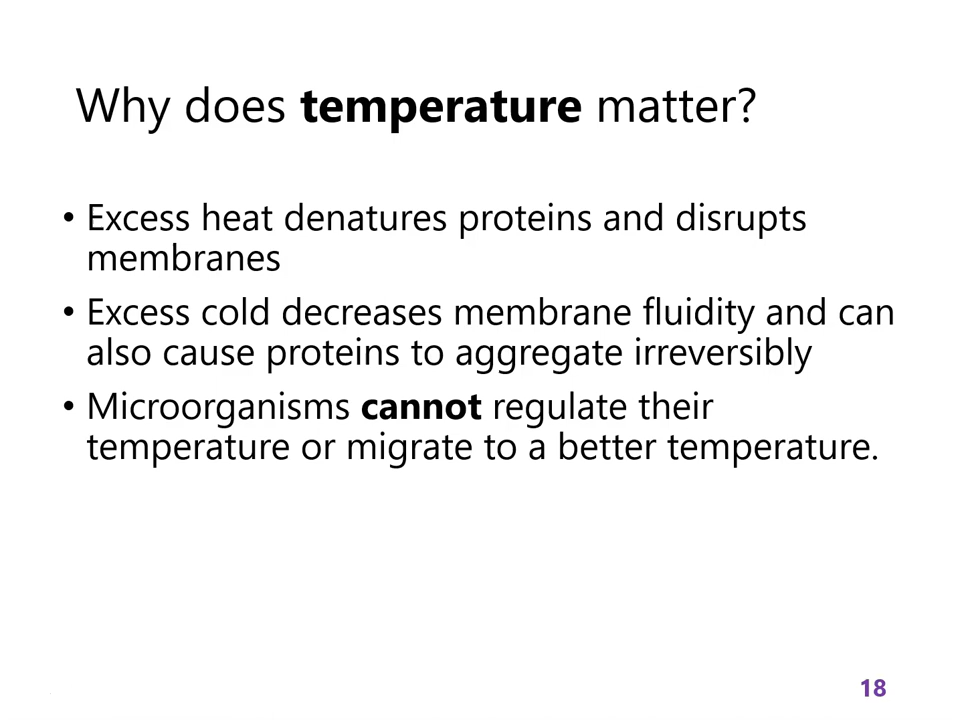 Why does temperature matter?
• Excess heat denatures proteins and disrupts
membranes
• Excess cold decreases membrane fluidity and can
also cause proteins to aggregate irreversibly
• Microorganisms cannot regulate their
temperature or migrate to a better temperature.
18